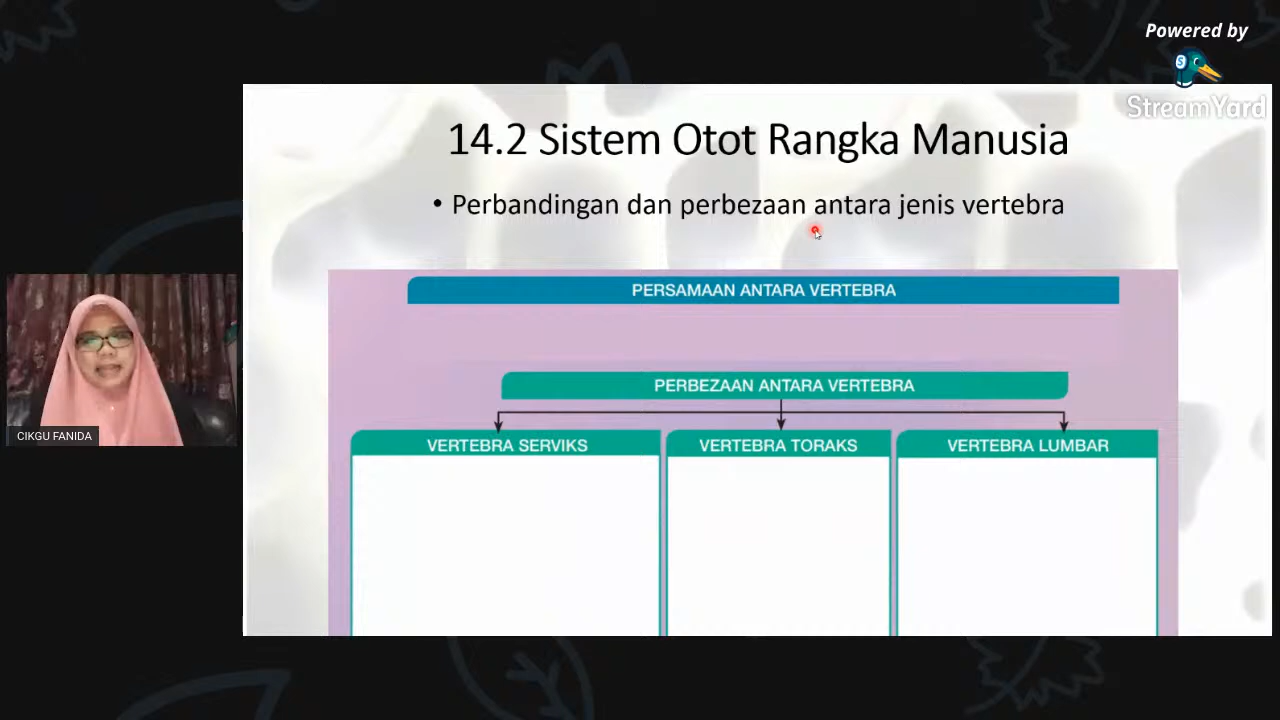 Powered by
StreamYard
14.2 Sistem Otot Rangka Manusia
• Perbandingan dan perbezaan antara jenis vertebra
PERSAMAAN ANTARA VERTEBRA
PERBEZAAN ANTARA VERTEBRA
VERTEBRA SERVIKS
VERTEBRA TORAKS
VERTEBRA LUMBAR
CIKGU FANIDA